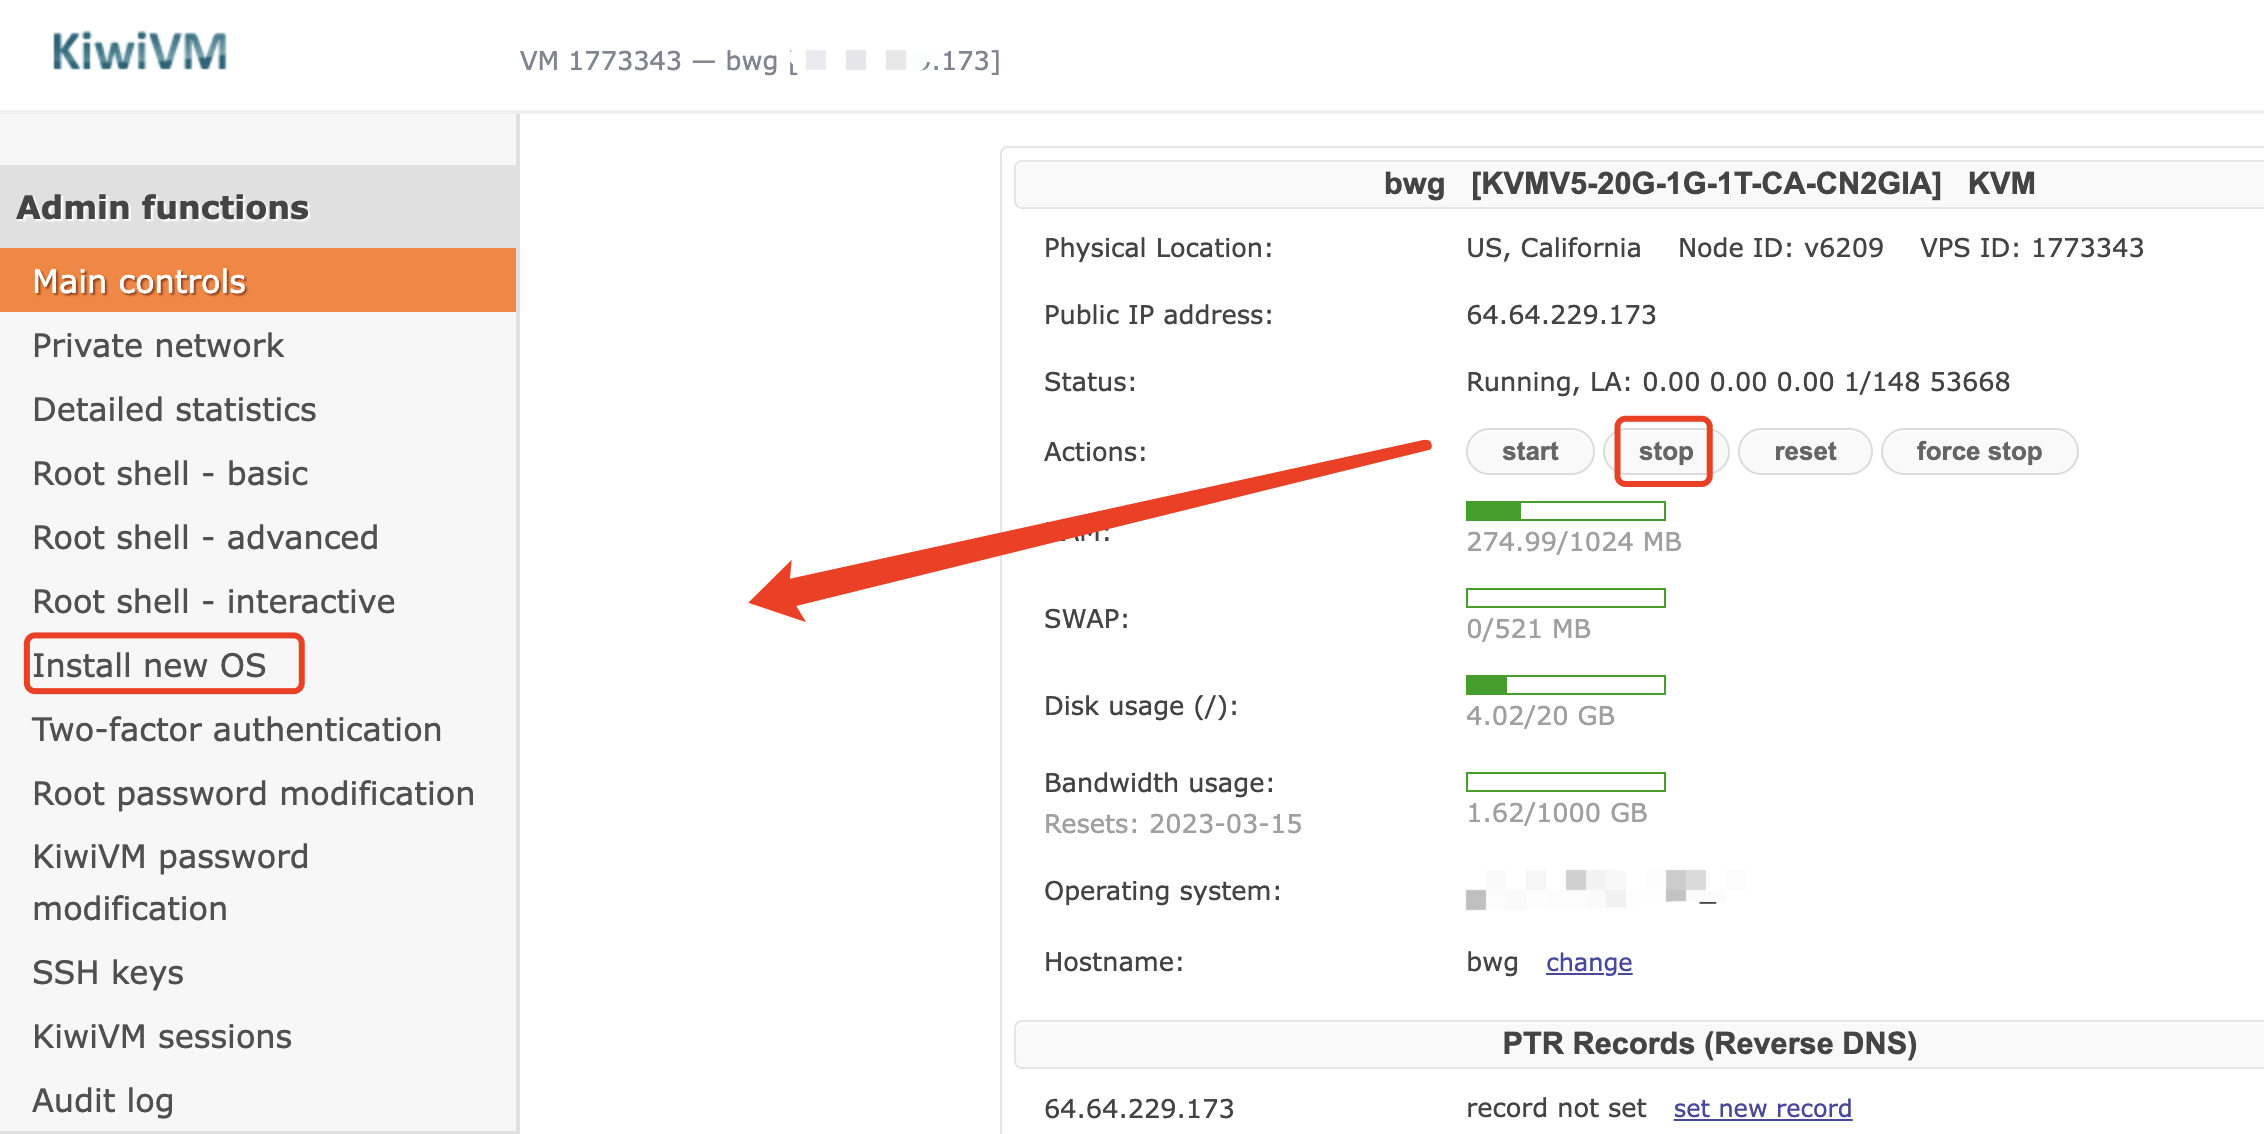 KiwiVM
VM 1773343 — bwg [ .173]
Admin functions
Main controls
Private network
Detailed statistics
Root shell - basic
Root shell - advanced
Root shell - interactive
Install new OS
Two-factor authentication
Root password modification
KiwiVM password
modification
SSH keys
KiwiVM sessions
Audit log
bwg [KVMV5-20G-1G-1T-CA-CN2GIA] KVM
Physical Location: US, California Node ID: v6209 VPS ID: 1773343
Public IP address: 64.64.229.173
Status: Running, LA: 0.00 0.00 0.00 1/148 53668
Actions: start stop reset force stop
274.99/1024 MB
SWAP: 0/521 MB
Disk usage (/): 4.02/20 GB
Bandwidth usage:
Resets: 2023-03-15 1.62/1000 GB
Operating system:
Hostname: bwg change
PTR Records (Reverse DNS)
64.64.229.173 record not set set new record